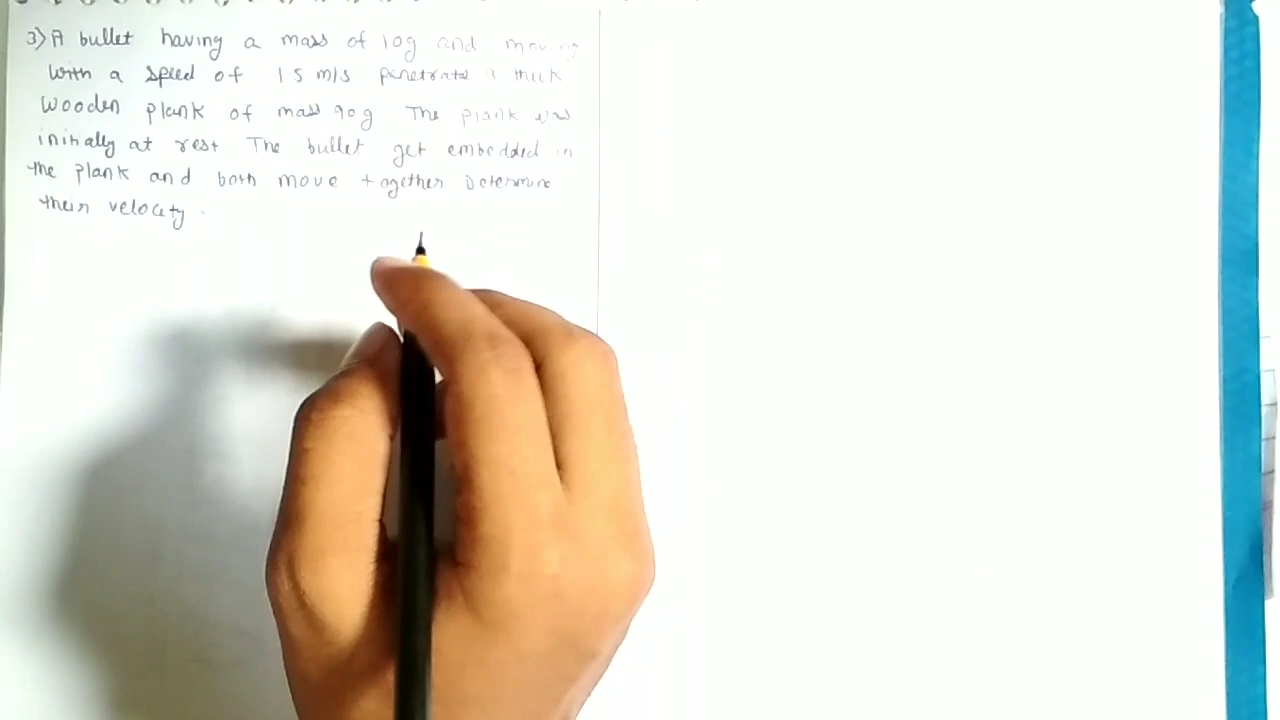 3) A bullet having a mass of 10g and moving
with a speed of 1.5 m/s penetrate a thick
Wooden plank of mass 90g The plank was
initially at rest The bullet get embedded in
the plank and both move together Determine
their velocity.